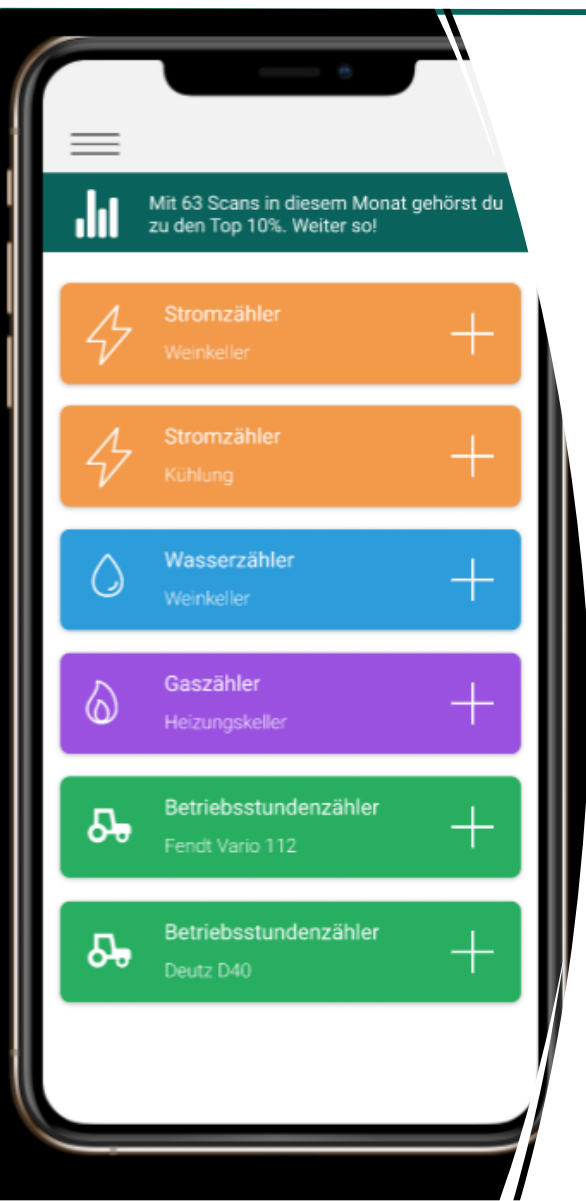 Mit 63 Scans in diesem Monat gehörst du
zu den Top 10%. Weiter so!
Stromzähler
Weinkeller
Stromzähler
Kühlung
Wasserzähler
Weinkeller
Gaszähler
Heizungskeller
Betriebsstundenzähler
Fendt Vario 112
Betriebsstundenzähler
Deutz D40